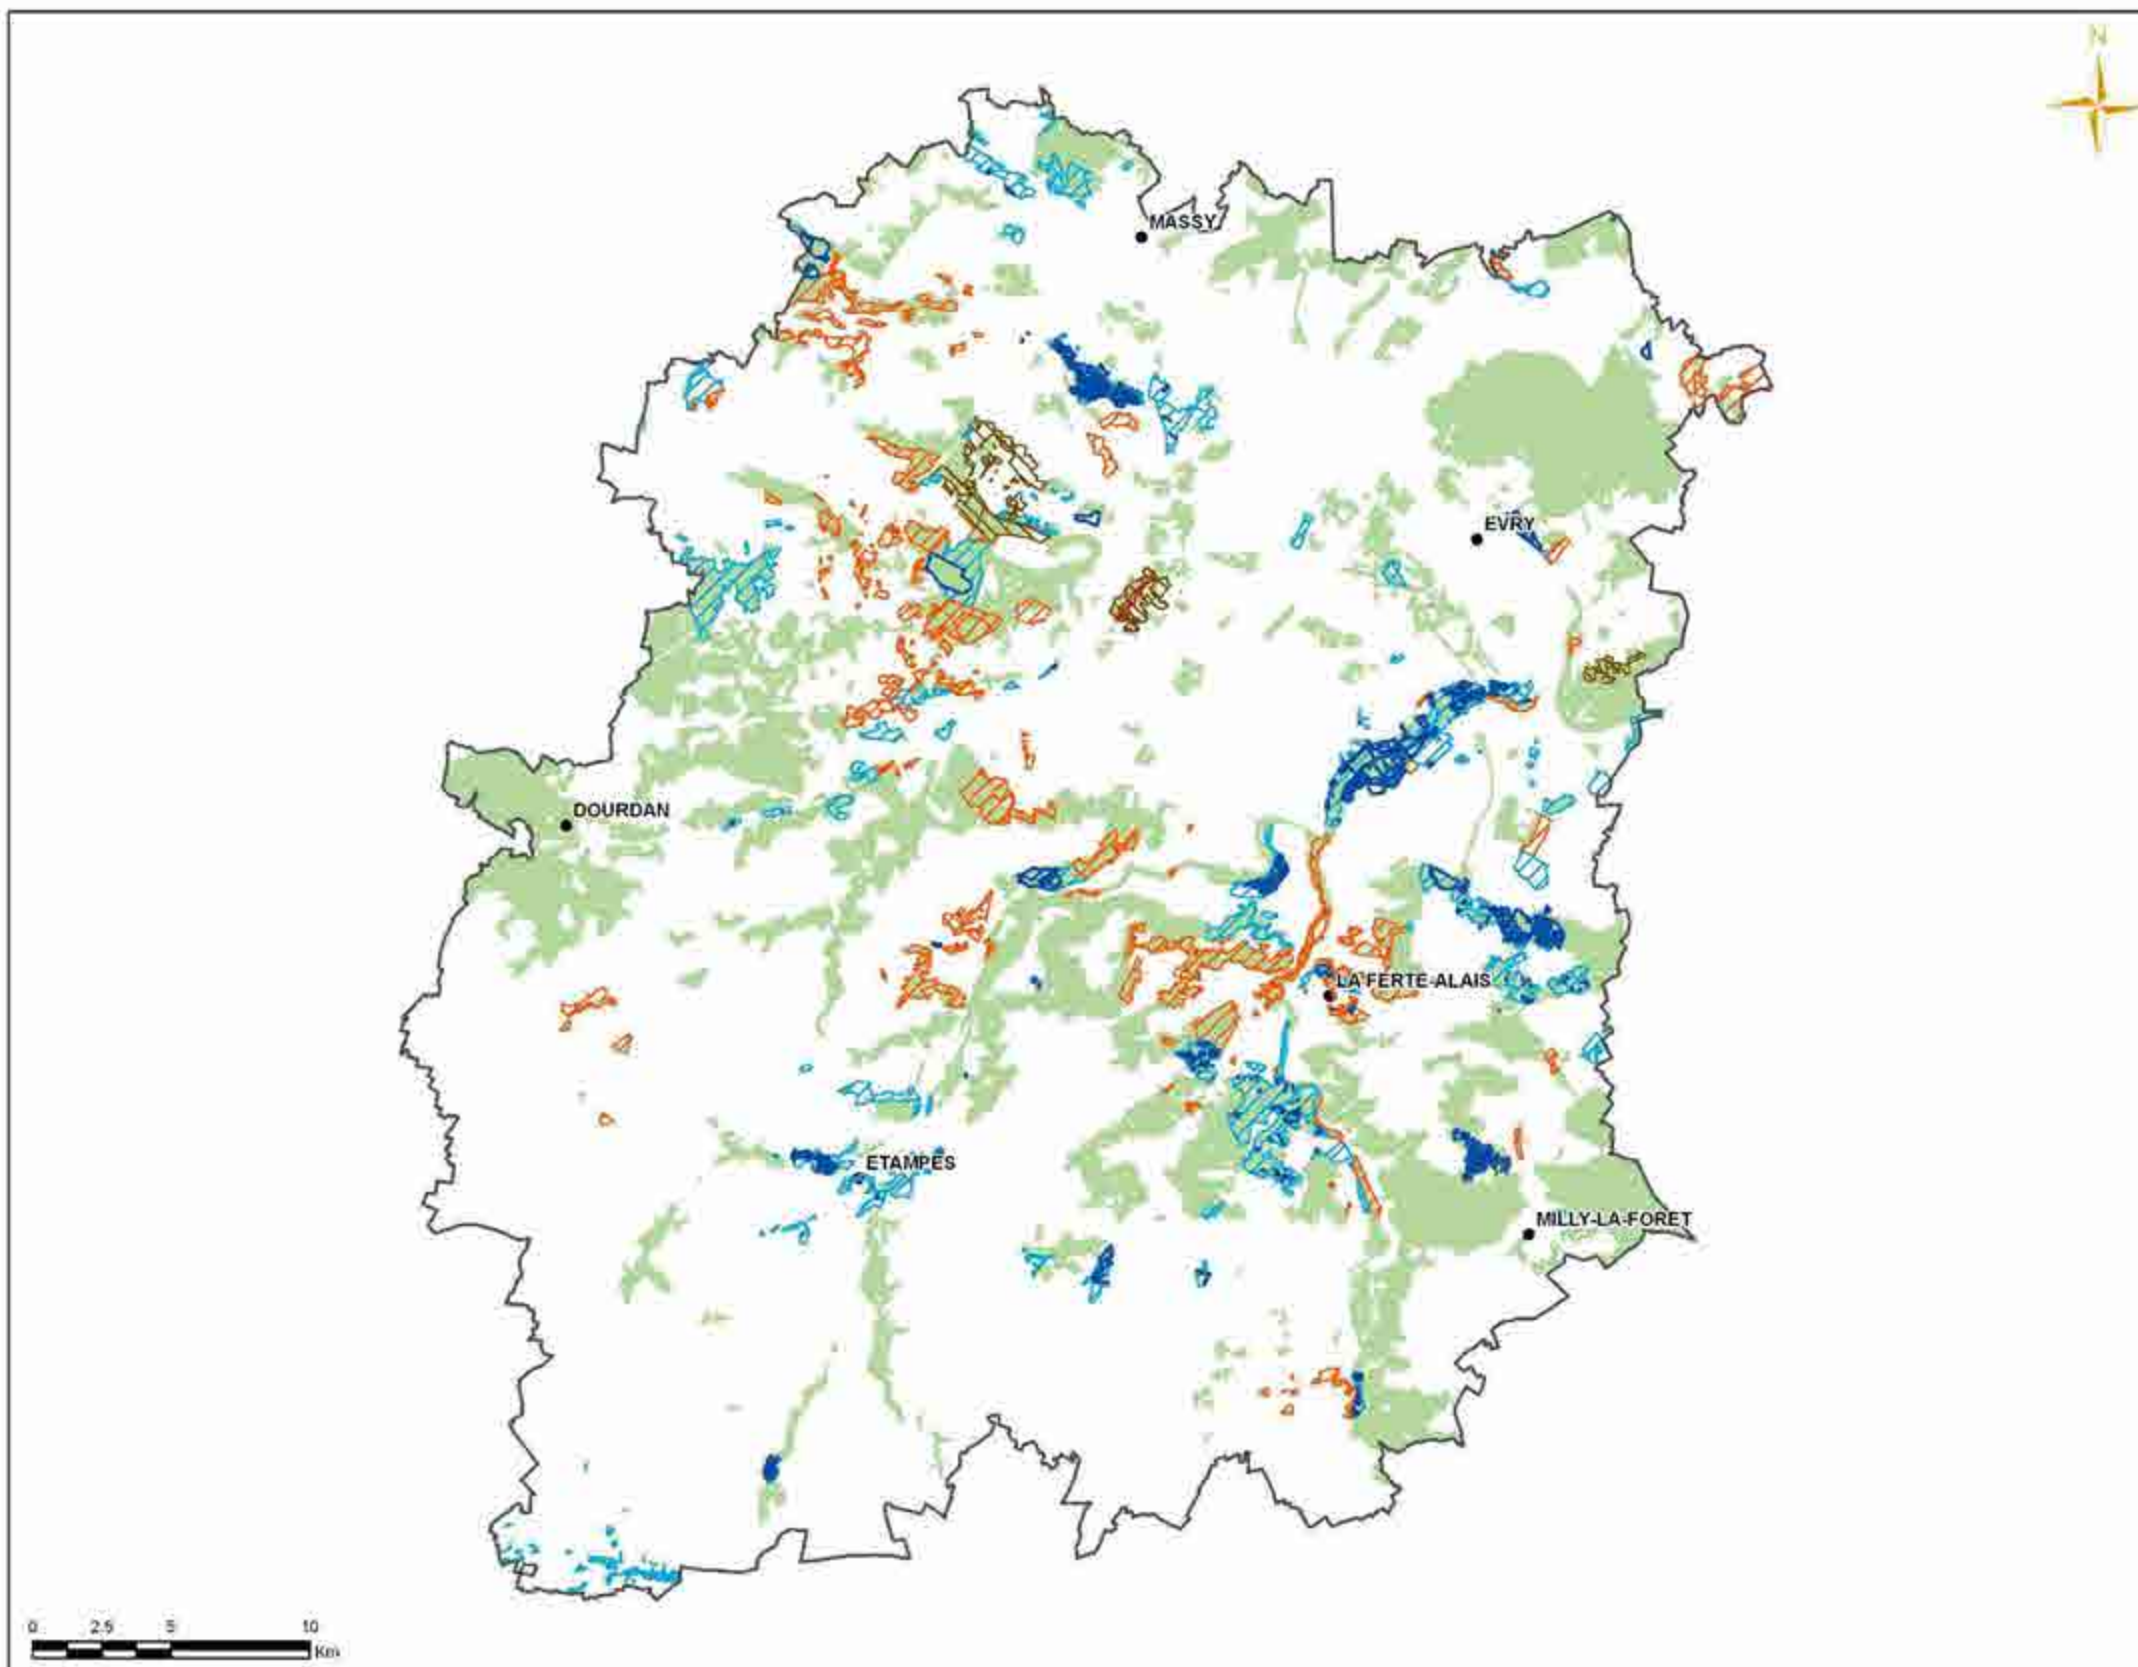 N
MASSY
EVRY
DOURDAN
LA FERTE-ALAIS
ETAMPES
MILLY-LA-FORET
0 2.5 5 10
Km